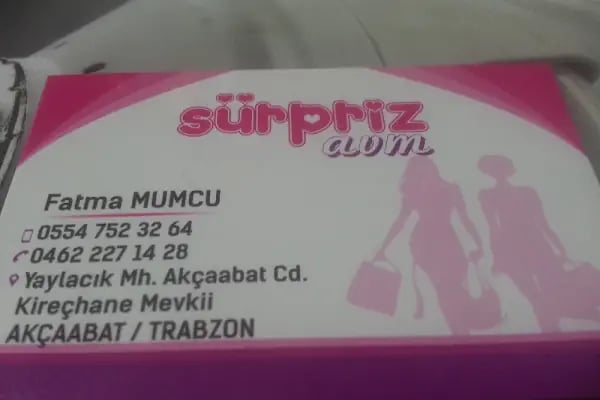 sürpriz
avm
Fatma MUMCU
0554 752 32 64
0462 227 14 28
Yaylacık Mh. Akçaabat Cd.
Kireçhane Mevkii
AKÇAABAT / TRABZON